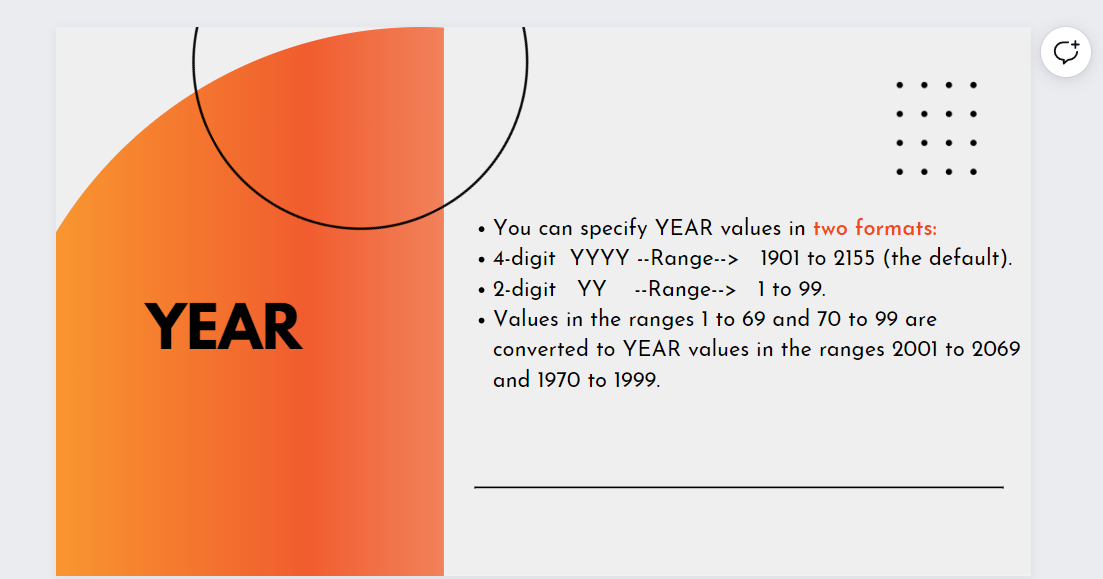 YEAR
• You can specify YEAR values in two formats:
• 4-digit YYYY --Range--> 1901 to 2155 (the default).
• 2-digit YY --Range--> 1 to 99.
• Values in the ranges 1 to 69 and 70 to 99 are
converted to YEAR values in the ranges 2001 to 2069
and 1970 to 1999.